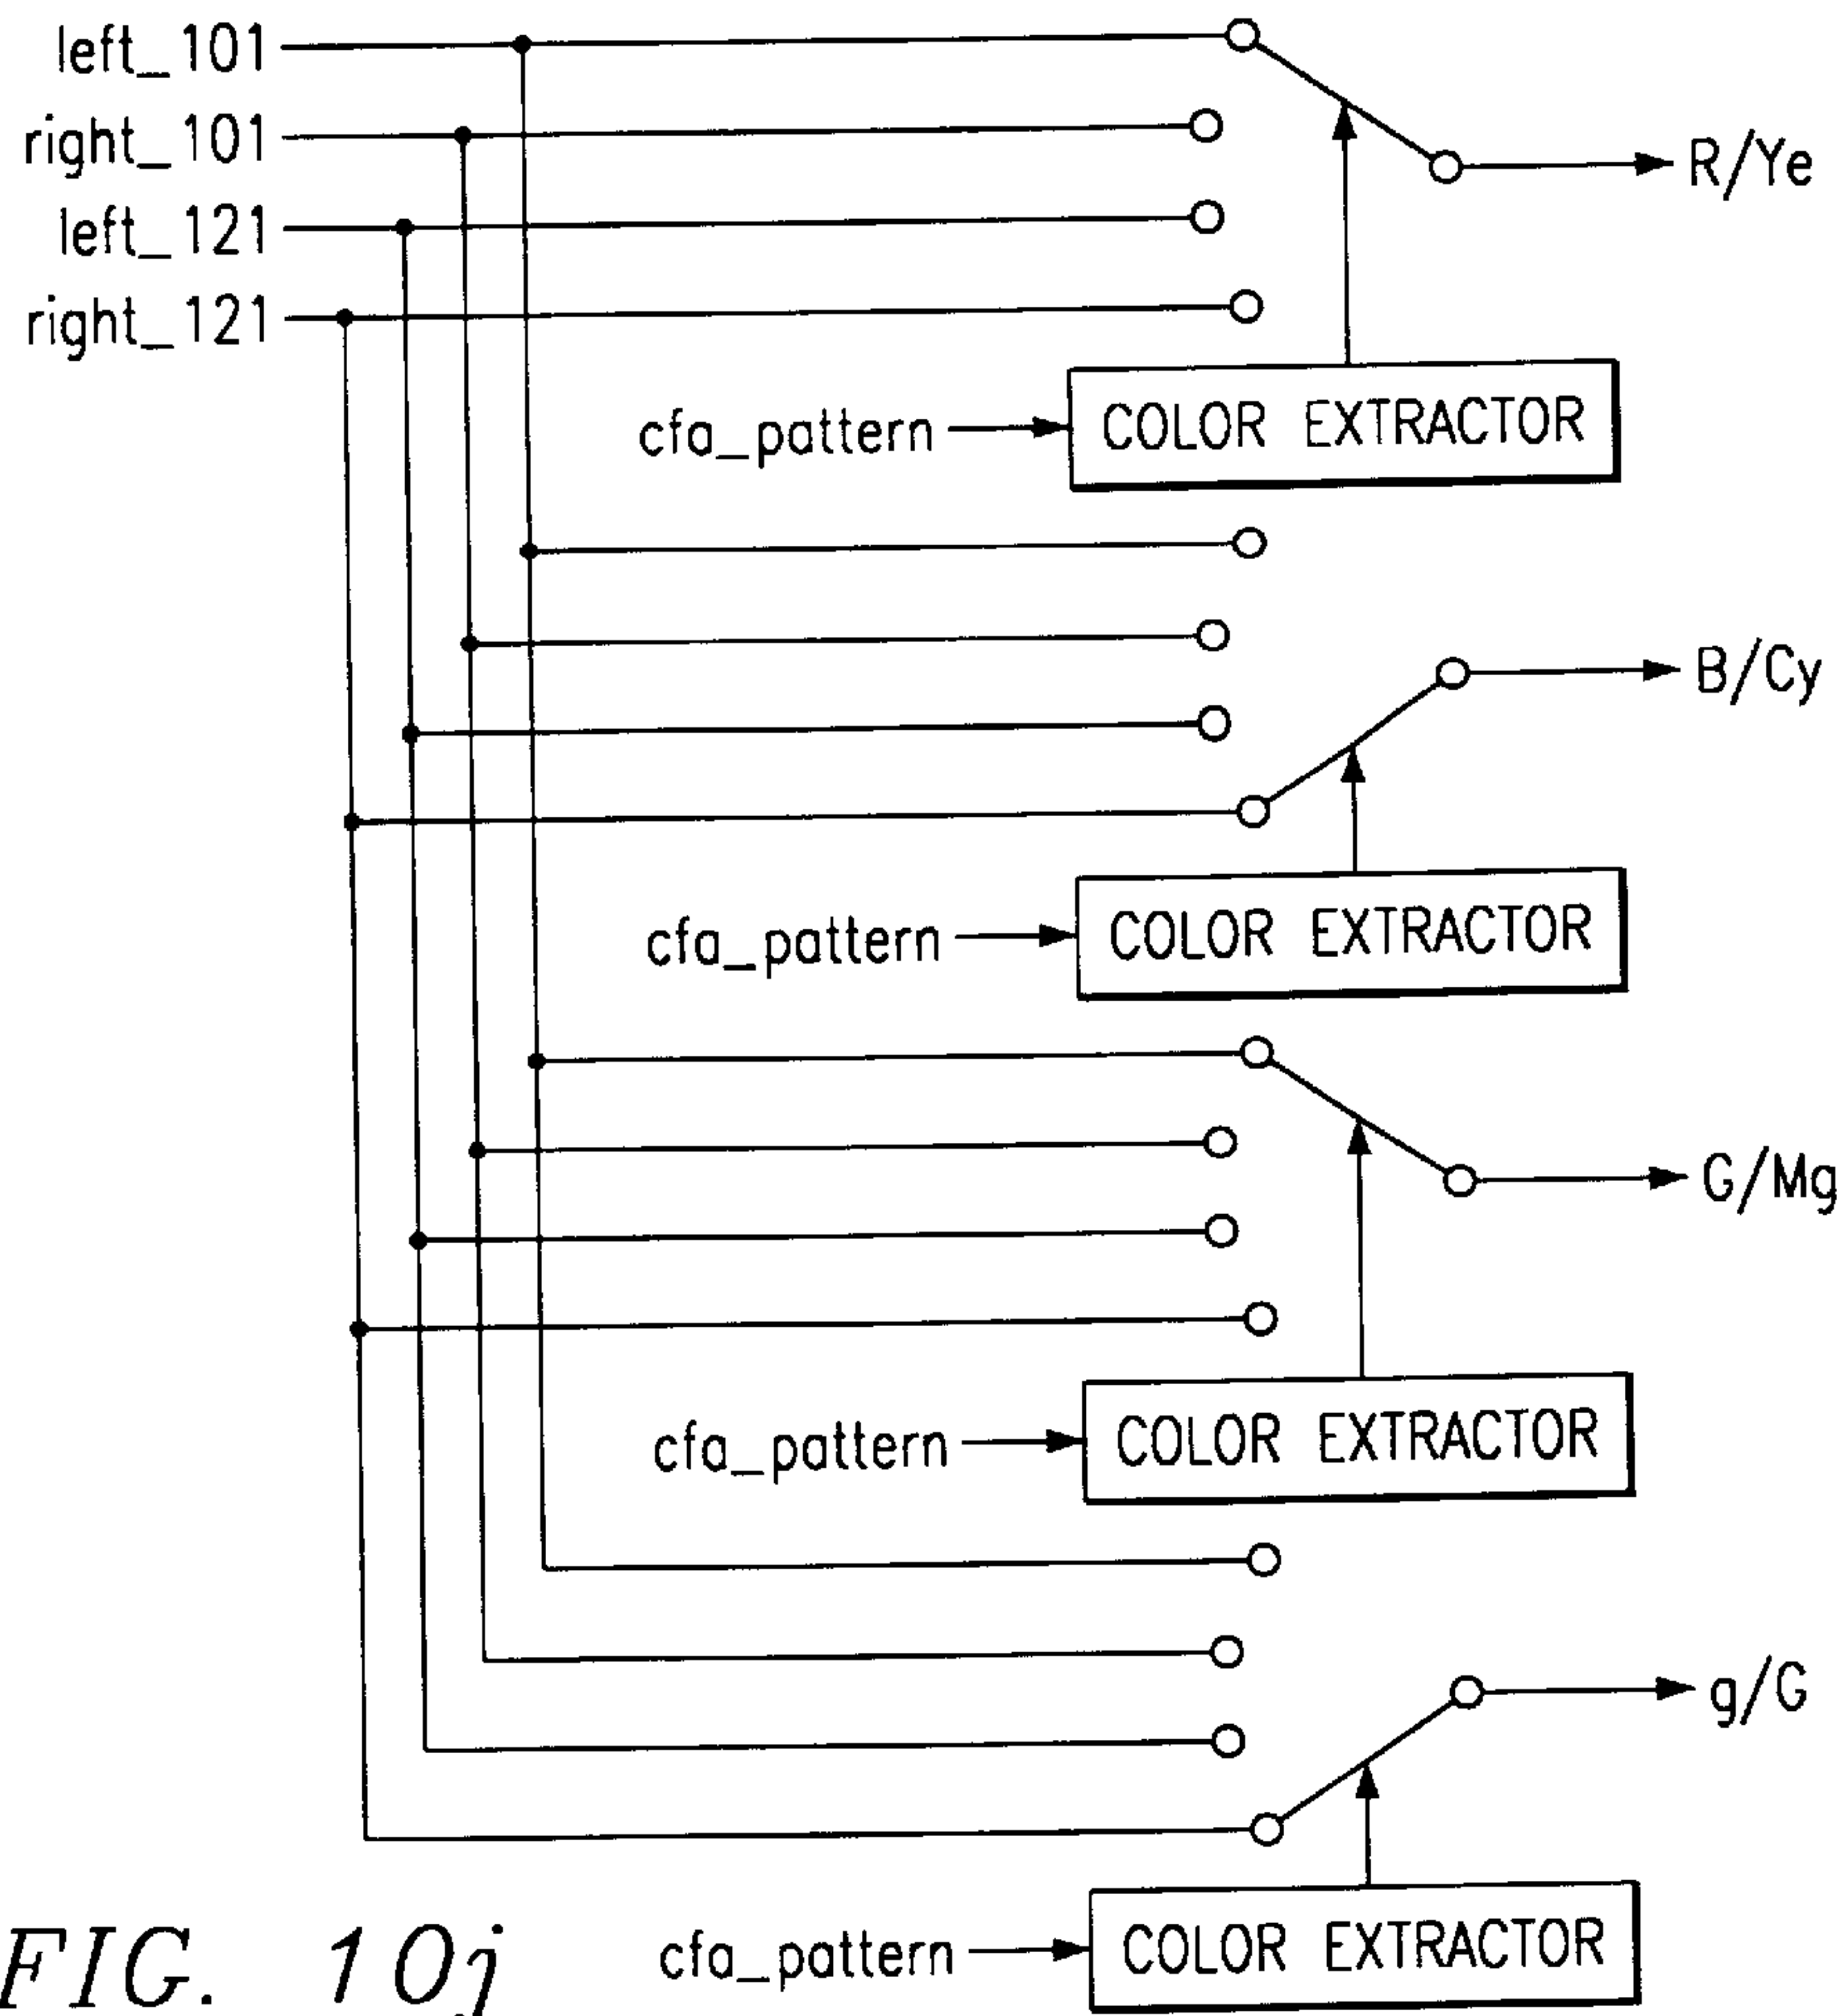 left_101
right_101
R/Ye
left_121
right_121
cfa_pattern
COLOR EXTRACTOR
B/Cy
cfa_pattern
COLOR EXTRACTOR
G/Mg
cfa_pattern
COLOR EXTRACTOR
g/G
cfa_pattern
COLOR EXTRACTOR
FIG. 10j